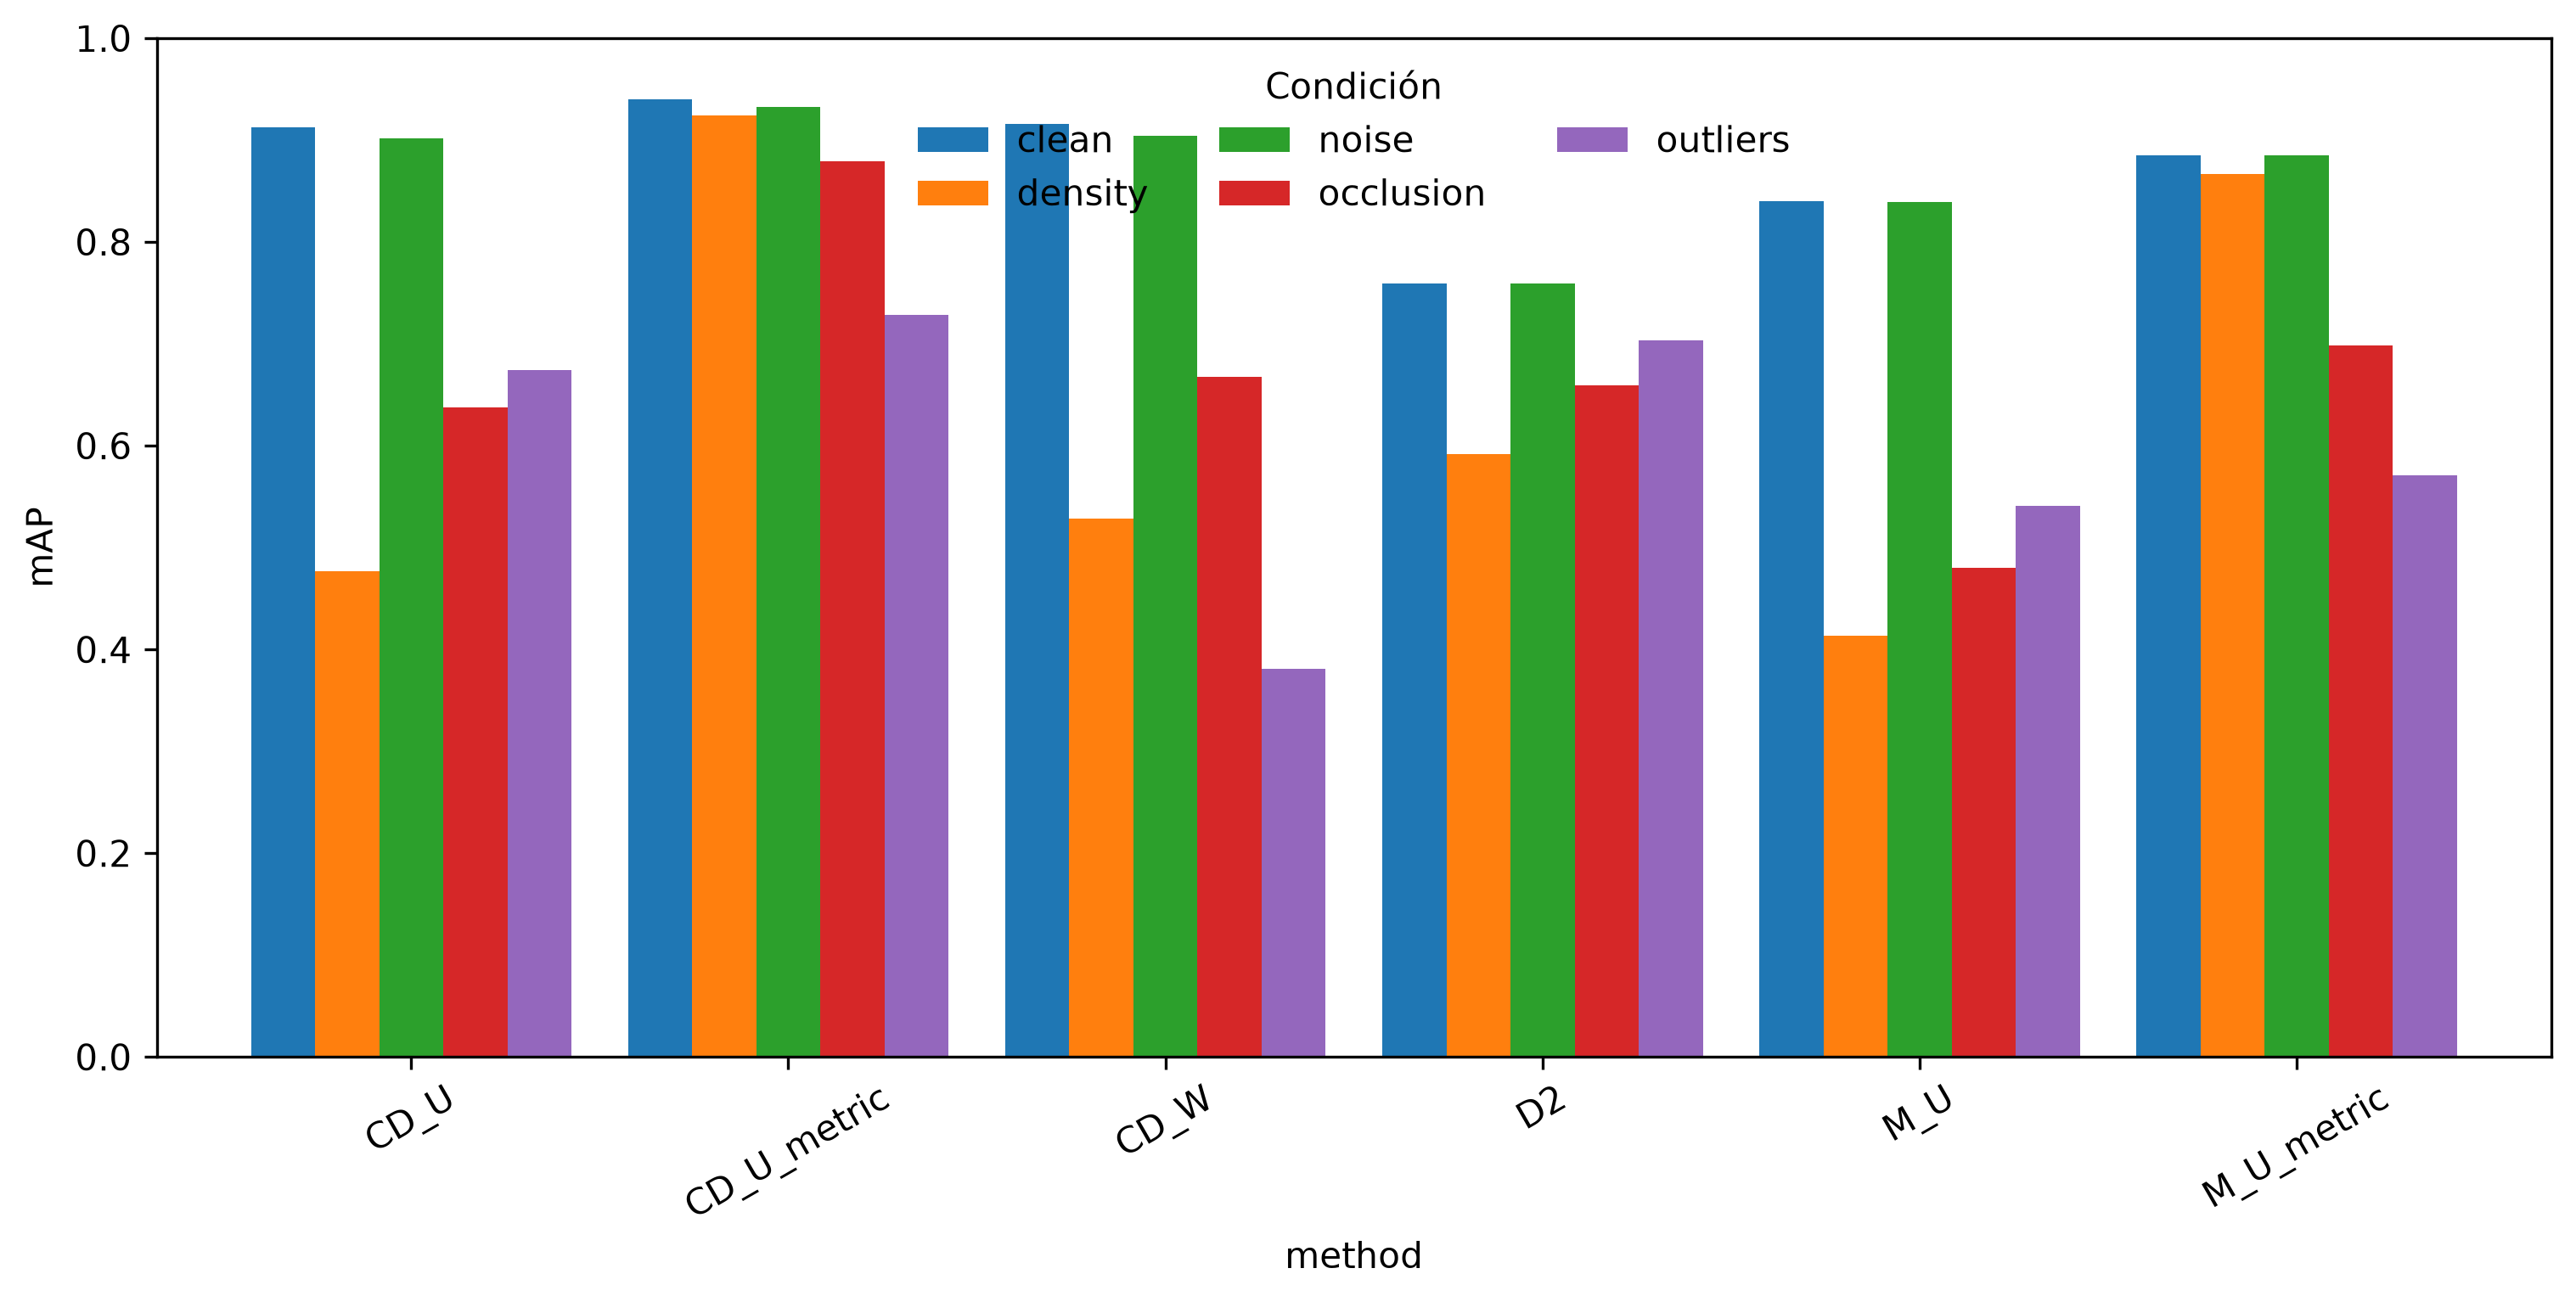 Condición
clean noise outliers
density occlusion
1.0
0.8
0.6
0.4
0.2
0.0
mAP
CD_U CD_U_metric CD_W D2 M_U M_U_metric
method